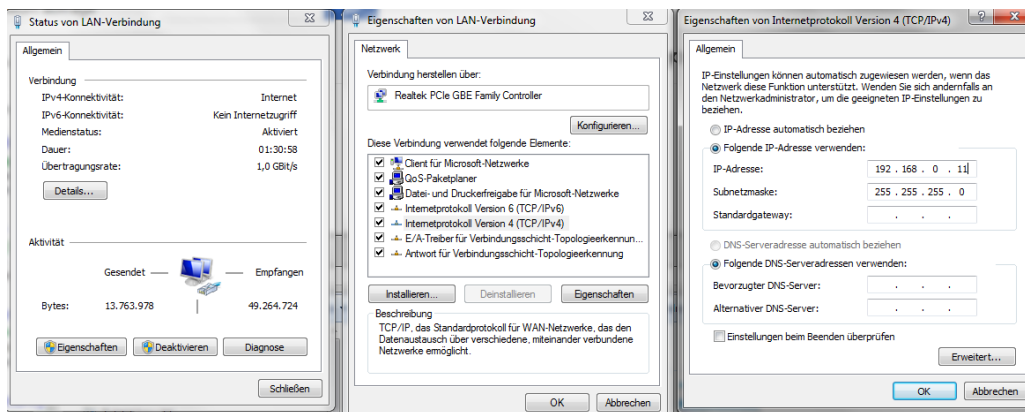 Status von LAN-Verbindung
Allgemein
Verbindung
IPv4-Konnektivität: Internet
IPv6-Konnektivität: Kein Internetzugriff
Medienstatus: Aktiviert
Dauer: 01:30:58
Übertragungsrate: 1,0 GBit/s
Details...
Aktivität
Gesendet — — Empfangen
Bytes: 13.763.978 49.264.724
Eigenschaften Deaktivieren Diagnose
Schließen
Eigenschaften von LAN-Verbindung
Netzwerk
Verbindung herstellen über:
Realtek PCIe GBE Family Controller
Konfigurieren...
Diese Verbindung verwendet folgende Elemente:
Client für Microsoft-Netzwerke
QoS-Paketplaner
Datei- und Druckerfreigabe für Microsoft-Netzwerke
Internetprotokoll Version 6 (TCP/IPv6)
Internetprotokoll Version 4 (TCP/IPv4)
E/A-Treiber für Verbindungsschicht-Topologieerkennun...
Antwort für Verbindungsschicht-Topologieerkennung
Installieren... Deinstallieren Eigenschaften
Beschreibung
TCP/IP, das Standardprotokoll für WAN-Netzwerke, das den
Datenaustausch über verschiedene, miteinander verbundene
Netzwerke ermöglicht.
OK Abbrechen
Eigenschaften von Internetprotokoll Version 4 (TCP/IPv4)
Allgemein
IP-Einstellungen können automatisch zugewiesen werden, wenn das
Netzwerk diese Funktion unterstützt. Wenden Sie sich andernfalls an
den Netzwerkadministrator, um die geeigneten IP-Einstellungen zu
beziehen.
IP-Adresse automatisch beziehen
Folgende IP-Adresse verwenden:
IP-Adresse: 192 . 168 . 0 . 11
Subnetzmaske: 255 . 255 . 255 . 0
Standardgateway: . . .
DNS-Serveradresse automatisch beziehen
Folgende DNS-Serveradressen verwenden:
Bevorzugter DNS-Server: . . .
Alternativer DNS-Server: . . .
Einstellungen beim Beenden überprüfen
Erweitert...
OK Abbrechen